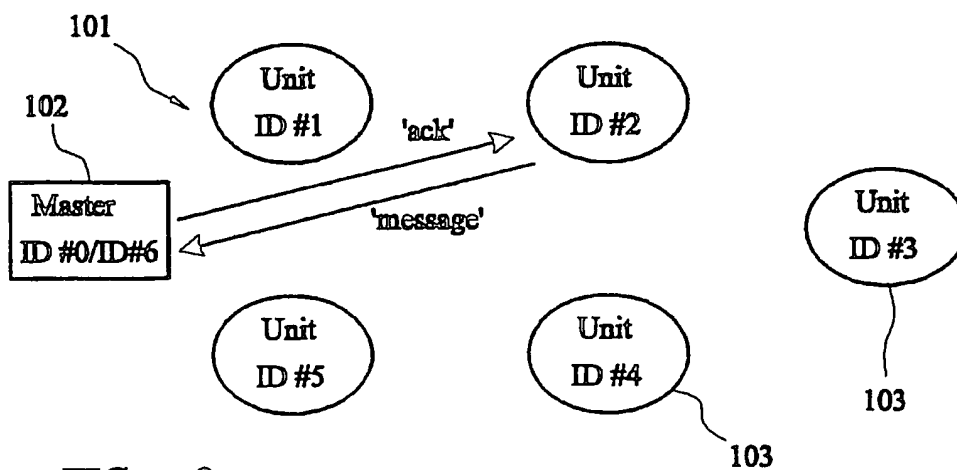 101
Unit
ID #1
Unit
ID #2
102
'ack'
Master
ID #0/ID#6
'message'
Unit
ID #3
Unit
ID #5
Unit
ID #4
103
103